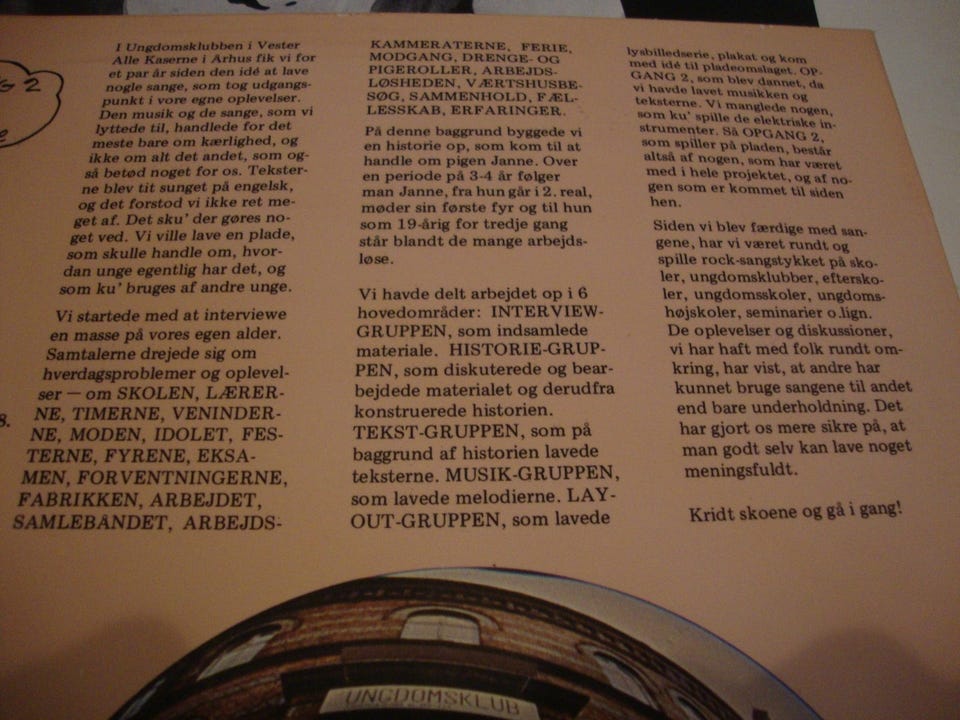 G 2
e
8.
I Ungdomsklubben i Vester
Alle Kaserne i Århus fik vi for
et par år siden den idé at lave
nogle sange, som tog udgangs-
punkt i vore egne oplevelser.
Den musik og de sange, som vi
lyttede til, handlede for det
meste bare om kærlighed, og
ikke om alt det andet, som og-
så betød noget for os. Tekster-
ne blev tit sunget på engelsk,
og det forstod vi ikke ret me-
get af. Det sku' der gøres no-
get ved. Vi ville lave en plade,
som skulle handle om, hvor-
dan unge egentlig har det, og
som ku' bruges af andre unge.
Vi startede med at interviewe
en masse på vores egen alder.
Samtalerne drejede sig om
hverdagsproblemer og oplevel-
ser — om SKOLEN, LÆRER-
NE, TIMERNE, VENINDER-
NE, MODEN, IDOLET, FES-
TERNE, FYRENE, EKSA-
MEN, FORVENTNINGERNE,
FABRIKKEN, ARBEJDET,
SAMLEBÅNDET, ARBEJDS-
KAMMERATERNE, FERIE,
MODGANG, DRENGE- OG
PIGEROLLER, ARBEJDS-
LØSHEDEN, VÆRTSHUSBE-
SØG, SAMMENHOLD, FÆL-
LESSKAB, ERFARINGER.
På denne baggrund byggede vi
en historie op, som kom til at
handle om pigen Janne. Over
en periode på 3-4 år følger
man Janne, fra hun går i 2. real,
møder sin første fyr og til hun
som 19-årig for tredje gang
står blandt de mange arbejds-
løse.
Vi havde delt arbejdet op i 6
hovedområder: INTERVIEW-
GRUPPEN, som indsamlede
materiale. HISTORIE-GRUP-
PEN, som diskuterede og bear-
bejdede materialet og derudfra
konstruerede historien.
TEKST-GRUPPEN, som på
baggrund af historien lavede
teksterne. MUSIK-GRUPPEN,
som lavede melodierne. LAY-
OUT-GRUPPEN, som lavede
lysbilledserie, plakat og kom
med idé til pladeomslaget. OP-
GANG 2, som blev dannet, da
vi havde lavet musikken og
teksterne. Vi manglede nogen,
som ku' spille de elektriske in-
strumenter. Så OPGANG 2,
som spiller på pladen, består
altså af nogen, som har været
med i hele projektet, og af no-
gen som er kommet til siden
hen.
Siden vi blev færdige med san-
gene, har vi været rundt og
spille rock-sangstykket på sko-
ler, ungdomsklubber, eftersko-
ler, ungdomsskoler, ungdoms-
højskoler, seminarier o.lign.
De oplevelser og diskussioner,
vi har haft med folk rundt om-
kring, har vist, at andre har
kunnet bruge sangene til andet
end bare underholdning. Det
har gjort os mere sikre på, at
man godt selv kan lave noget
meningsfuldt.
Kridt skoene og gå i gang!
UNGDOMSKLUB